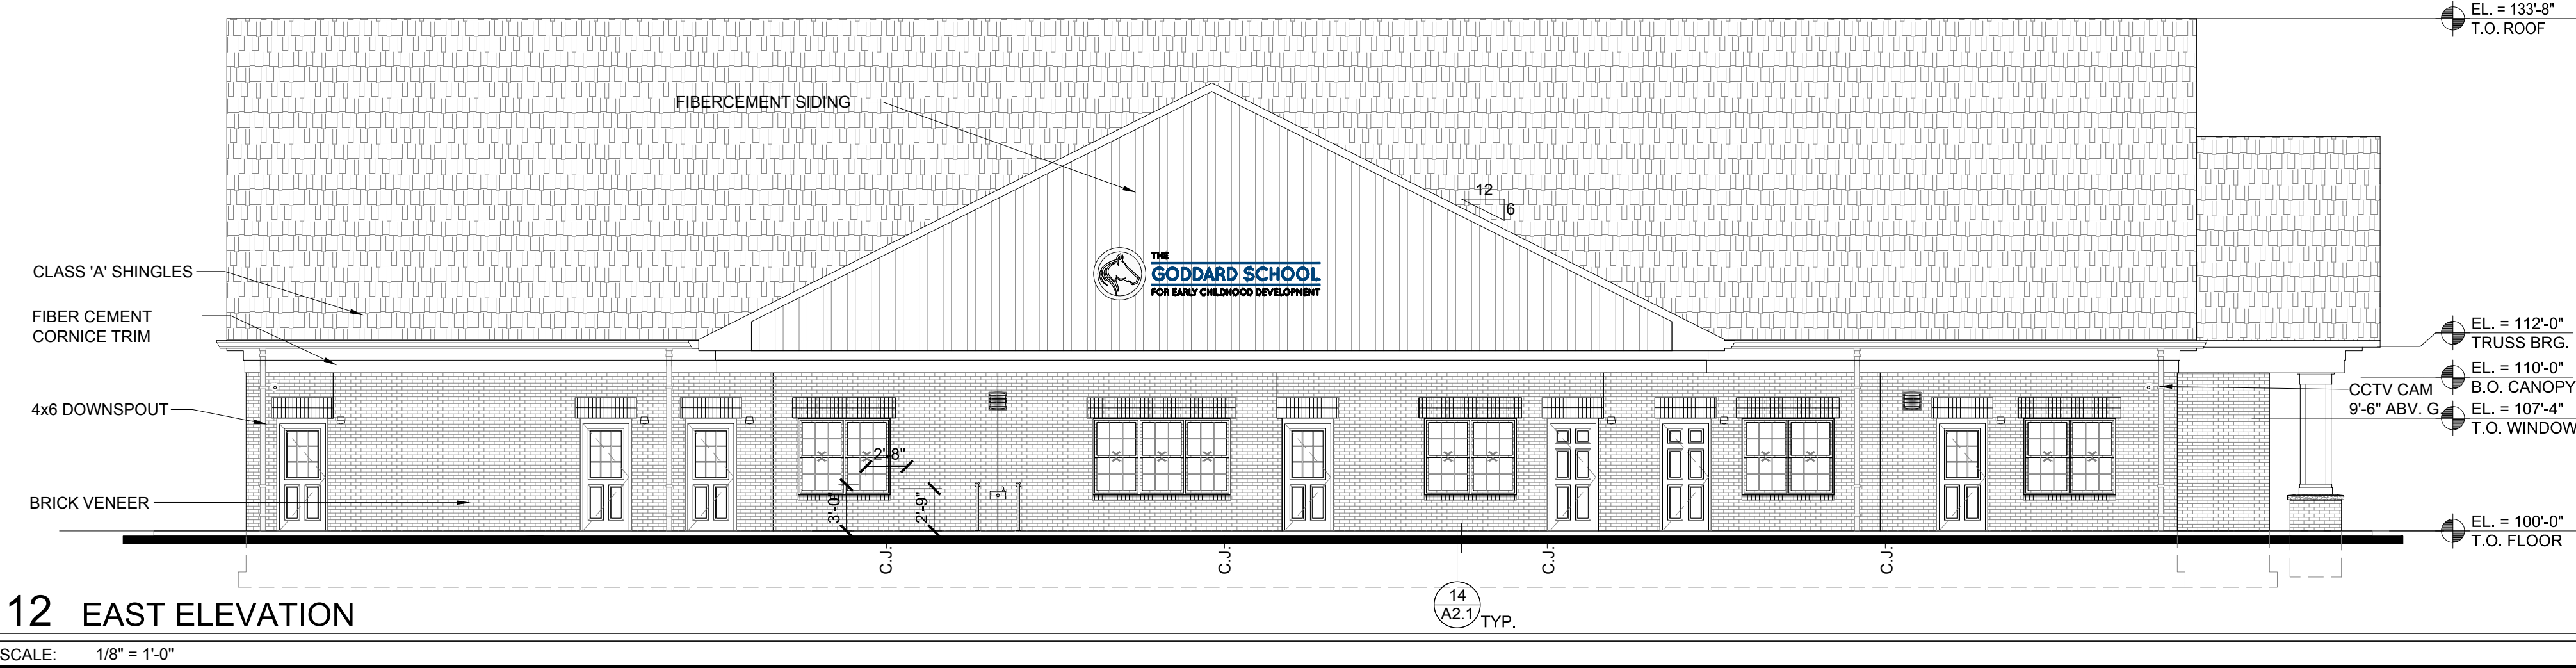 EL. = 133'-8"
T.O. ROOF
FIBERCEMENT SIDING
12
6
THE
GODDARD SCHOOL
FOR EARLY CHILDHOOD DEVELOPMENT
CLASS 'A' SHINGLES
FIBER CEMENT
CORNICE TRIM
EL. = 112'-0"
TRUSS BRG.
EL. = 110'-0"
B.O. CANOPY
CCTV CAM
9'-6" ABV. G.
EL. = 107'-4"
T.O. WINDOW
4x6 DOWNSPOUT
2'-8"
BRICK VENEER
3'-0"
2'-9"
EL. = 100'-0"
T.O. FLOOR
C.J.
C.J.
C.J.
C.J.
14
A2.1
TYP.
12 EAST ELEVATION
SCALE: 1/8" = 1'-0"